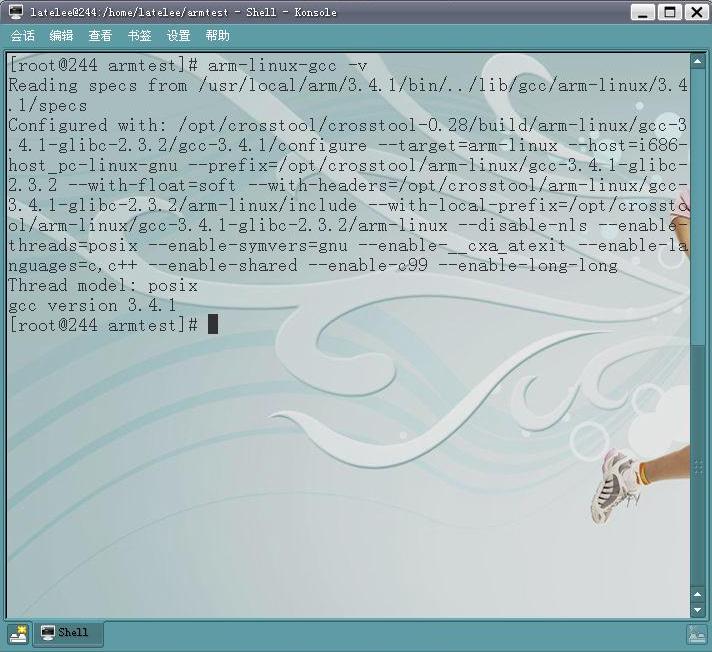 latelee@244:/home/latelee/armtest - Shell - Konsole
会话 编辑 查看 书签 设置 帮助
[root@244 armtest]# arm-linux-gcc -v
Reading specs from /usr/local/arm/3.4.1/bin/../lib/gcc/arm-linux/3.4
.1/specs
Configured with: /opt/crosstool/crosstool-0.28/build/arm-linux/gcc-3
.4.1-glibc-2.3.2/gcc-3.4.1/configure --target=arm-linux --host=i686-
host_pc-linux-gnu --prefix=/opt/crosstool/arm-linux/gcc-3.4.1-glibc-
2.3.2 --with-float=soft --with-headers=/opt/crosstool/arm-linux/gcc-
3.4.1-glibc-2.3.2/arm-linux/include --with-local-prefix=/opt/crossto
ol/arm-linux/gcc-3.4.1-glibc-2.3.2/arm-linux --disable-nls --enable-
threads=posix --enable-symvers=gnu --enable-__cxa_atexit --enable-la
nguages=c,c++ --enable-shared --enable-c99 --enable-long-long
Thread model: posix
gcc version 3.4.1
[root@244 armtest]#
Shell